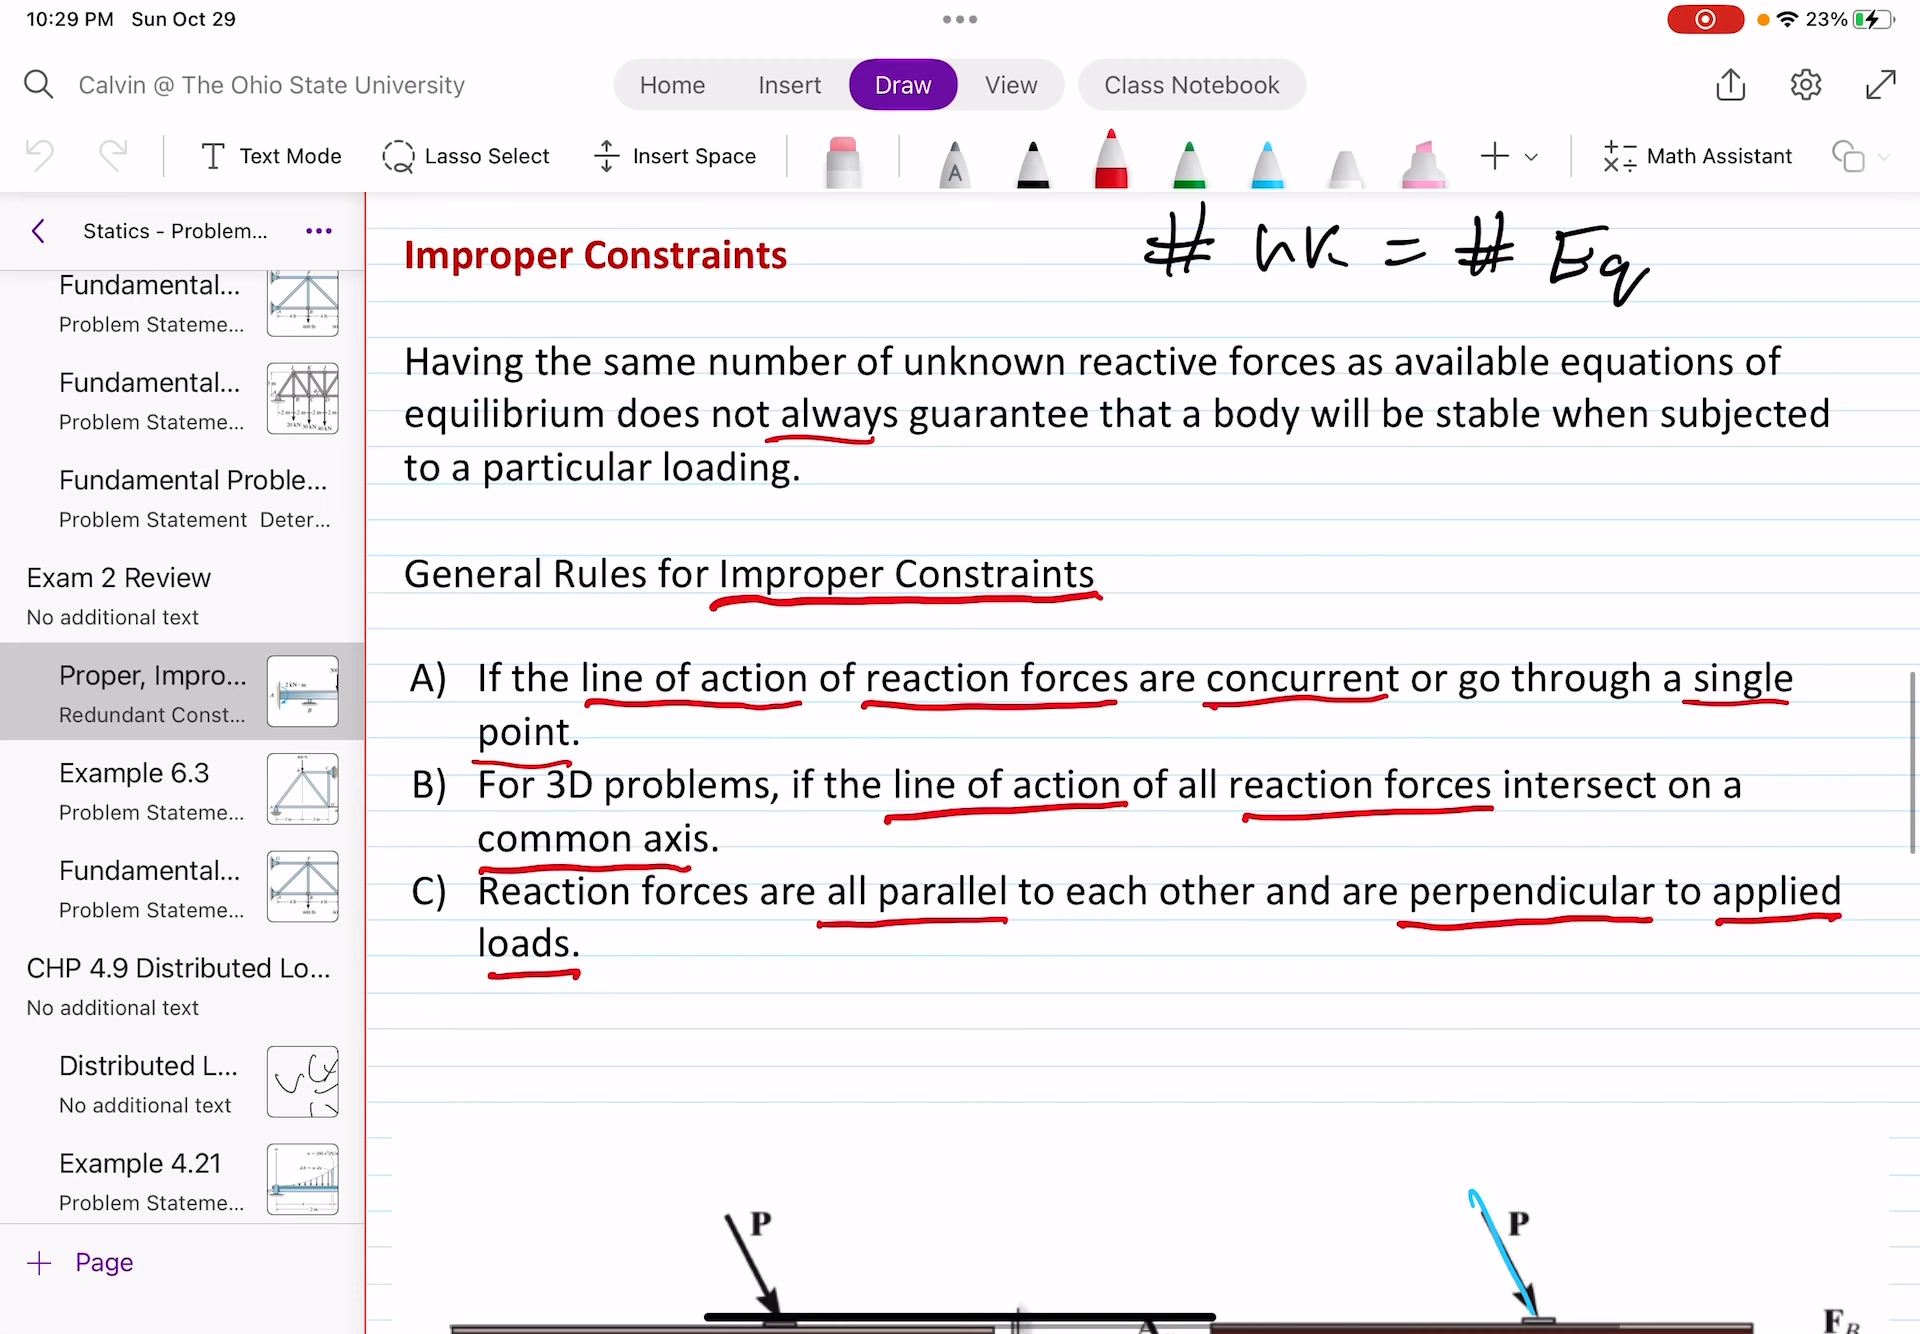 10:29 PM Sun Oct 29
23%
Calvin @ The Ohio State University
Home Insert Draw View Class Notebook
Text Mode Lasso Select Insert Space A Math Assistant
Statics - Problem...
Fundamental...
Problem Stateme...
Fundamental...
Problem Stateme...
Fundamental Proble...
Problem Statement Deter...
Exam 2 Review
No additional text
Proper, Impro...
Redundant Const...
Example 6.3
Problem Stateme...
Fundamental...
Problem Stateme...
CHP 4.9 Distributed Lo...
No additional text
Distributed L...
No additional text
Example 4.21
Problem Stateme...
Page
Improper Constraints
# UK = # Eq
Having the same number of unknown reactive forces as available equations of
equilibrium does not always guarantee that a body will be stable when subjected
to a particular loading.
General Rules for Improper Constraints
A) If the line of action of reaction forces are concurrent or go through a single
point.
B) For 3D problems, if the line of action of all reaction forces intersect on a
common axis.
C) Reaction forces are all parallel to each other and are perpendicular to applied
loads.
P
P
A
F_B